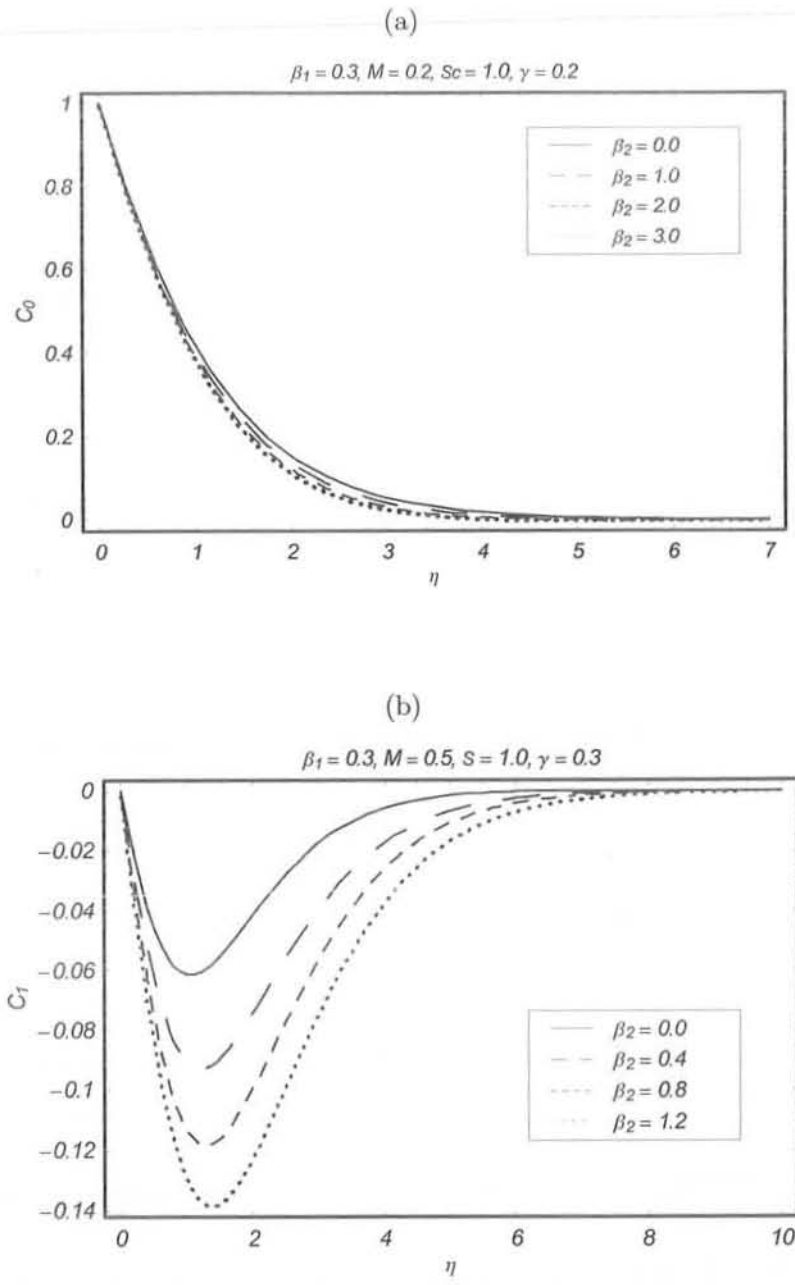 (a)
β1 = 0.3, M = 0.2, Sc = 1.0, γ = 0.2
1
0.8
0.6
0.4
0.2
0
C0
β2 = 0.0
β2 = 1.0
β2 = 2.0
β2 = 3.0
0 1 2 3 4 5 6 7
η
(b)
β1 = 0.3, M = 0.5, S = 1.0, γ = 0.3
0
−0.02
−0.04
−0.06
−0.08
−0.1
−0.12
−0.14
C1
β2 = 0.0
β2 = 0.4
β2 = 0.8
β2 = 1.2
0 2 4 6 8 10
η